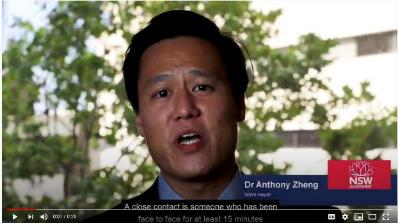 Dr Anthony Zheng
NSW Health
NSW
GOVERNMENT
A close contact is someone who has been
face to face for at least 15 minutes